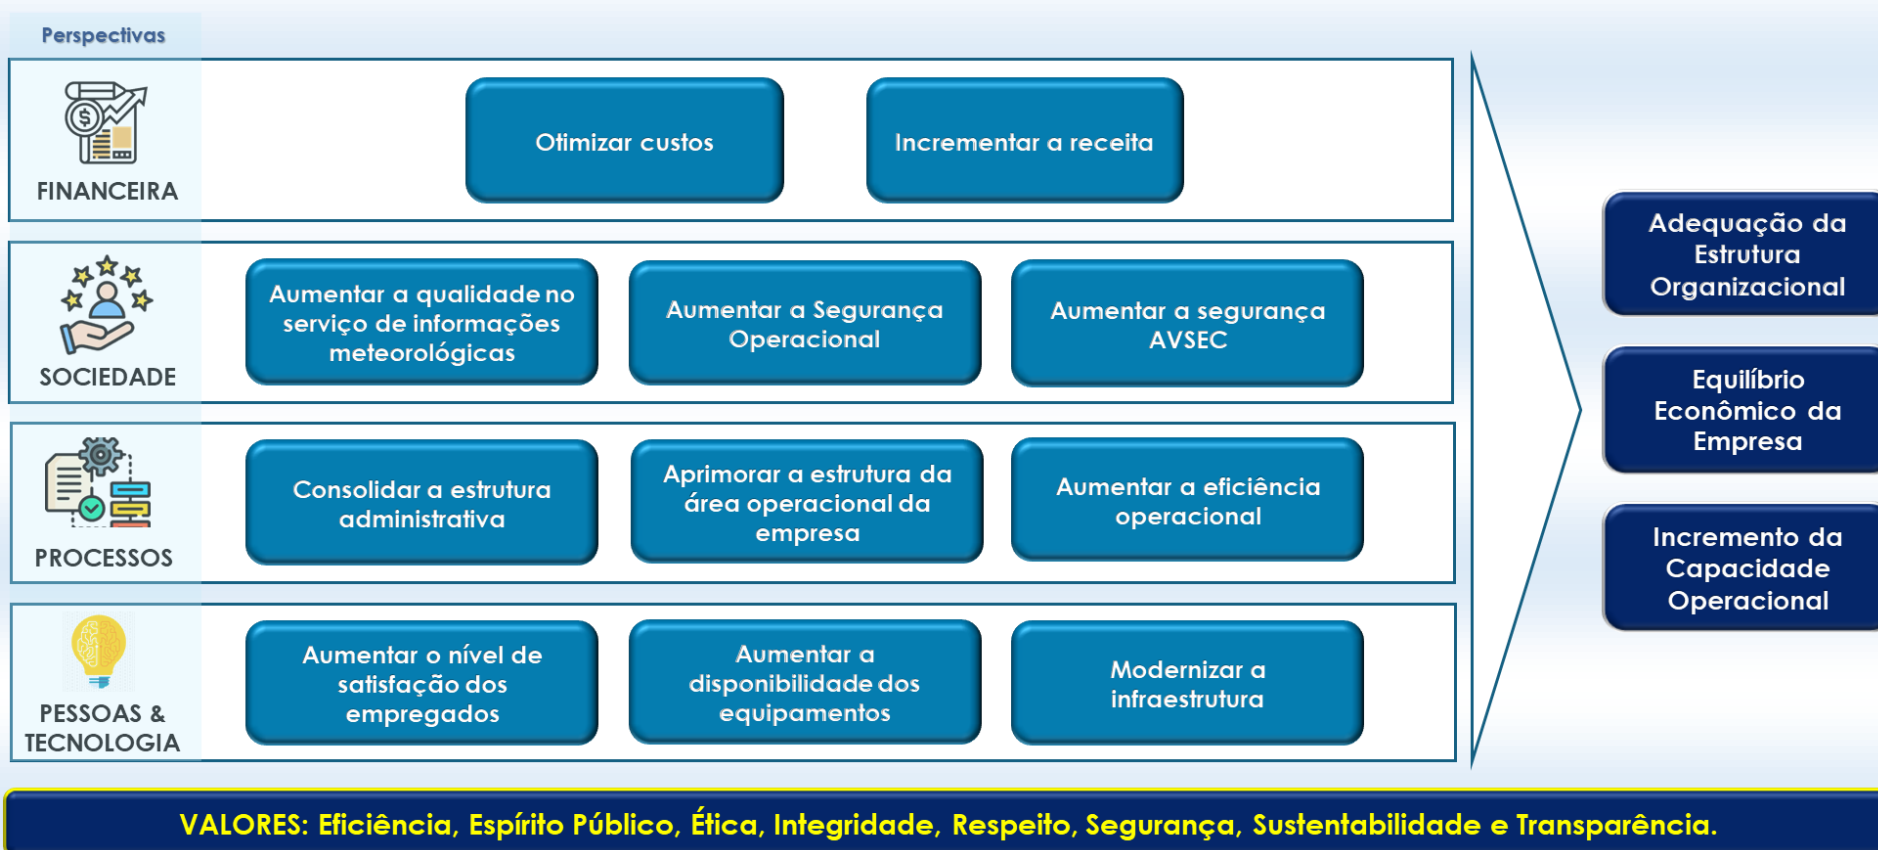 Perspectivas
FINANCEIRA
Otimizar custos
Incrementar a receita
SOCIEDADE
Aumentar a qualidade no
serviço de informações
meteorológicas
Aumentar a Segurança
Operacional
Aumentar a segurança
AVSEC
PROCESSOS
Consolidar a estrutura
administrativa
Aprimorar a estrutura da
área operacional da
empresa
Aumentar a eficiência
operacional
PESSOAS &
TECNOLOGIA
Aumentar o nível de
satisfação dos
empregados
Aumentar a
disponibilidade dos
equipamentos
Modernizar a
infraestrutura
Adequação da
Estrutura
Organizacional
Equilíbrio
Econômico da
Empresa
Incremento da
Capacidade
Operacional
VALORES: Eficiência, Espírito Público, Ética, Integridade, Respeito, Segurança, Sustentabilidade e Transparência.